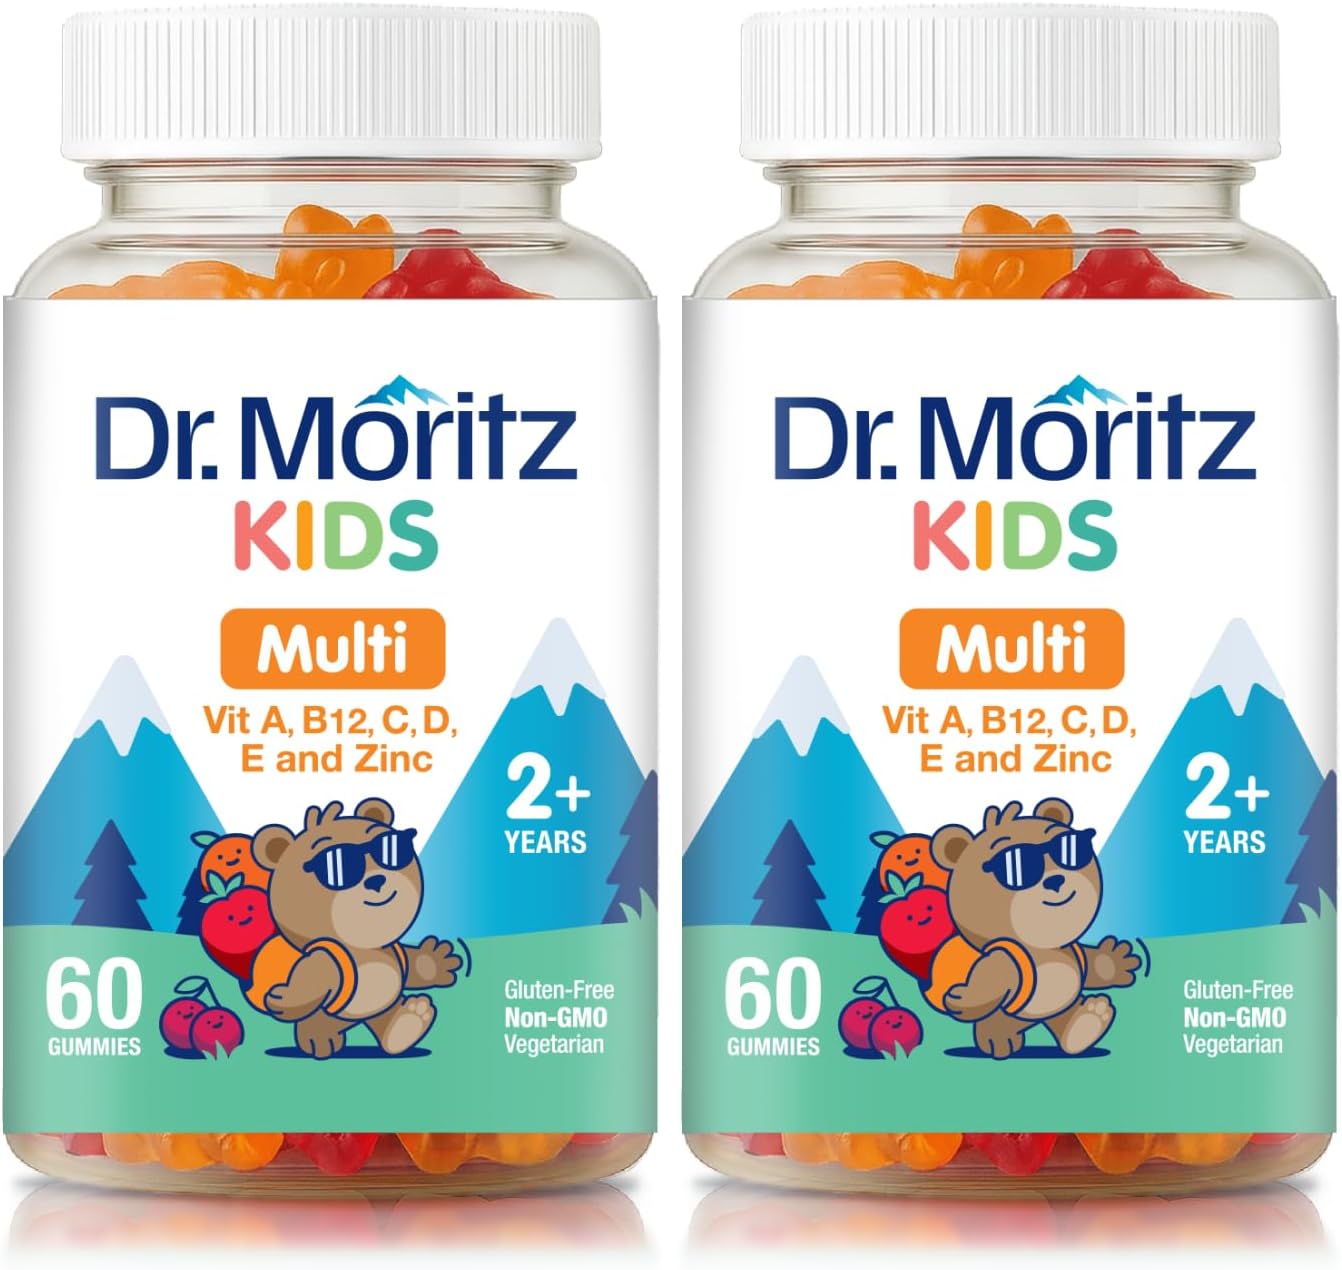 Dr. Moritz
KIDS
Multi
Vit A, B12, C, D,
E and Zinc
2+
YEARS
60
GUMMIES
Gluten-Free
Non-GMO
Vegetarian
Dr. Moritz
KIDS
Multi
Vit A, B12, C, D,
E and Zinc
2+
YEARS
60
GUMMIES
Gluten-Free
Non-GMO
Vegetarian